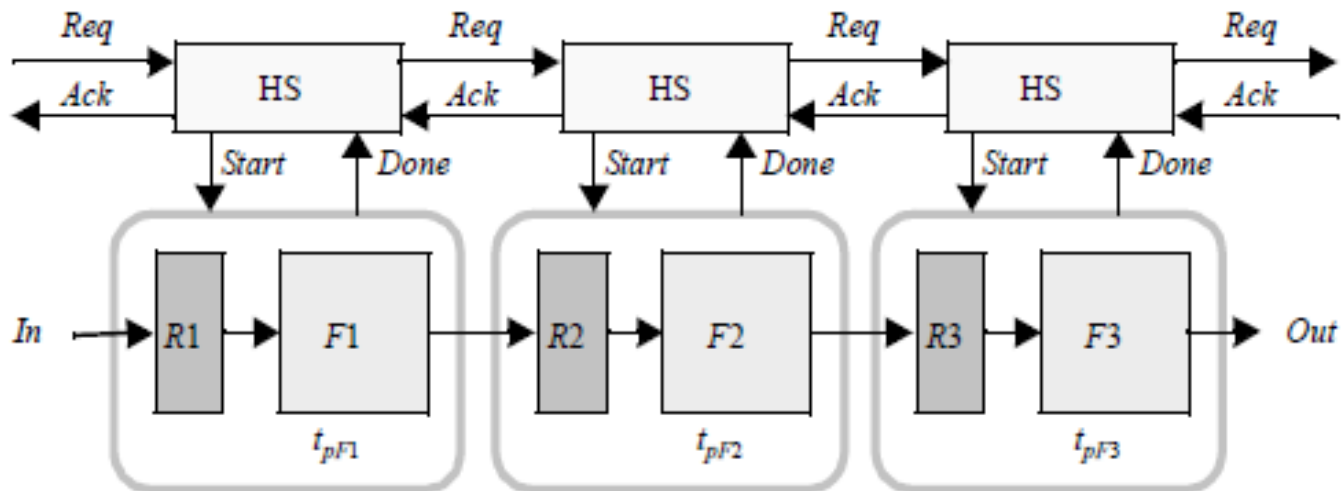 Req Req Req Req
HS HS HS
Ack Ack Ack Ack
Start Done Start Done Start Done
In R1 F1 R2 F2 R3 F3 Out
tpF1 tpF2 tpF3